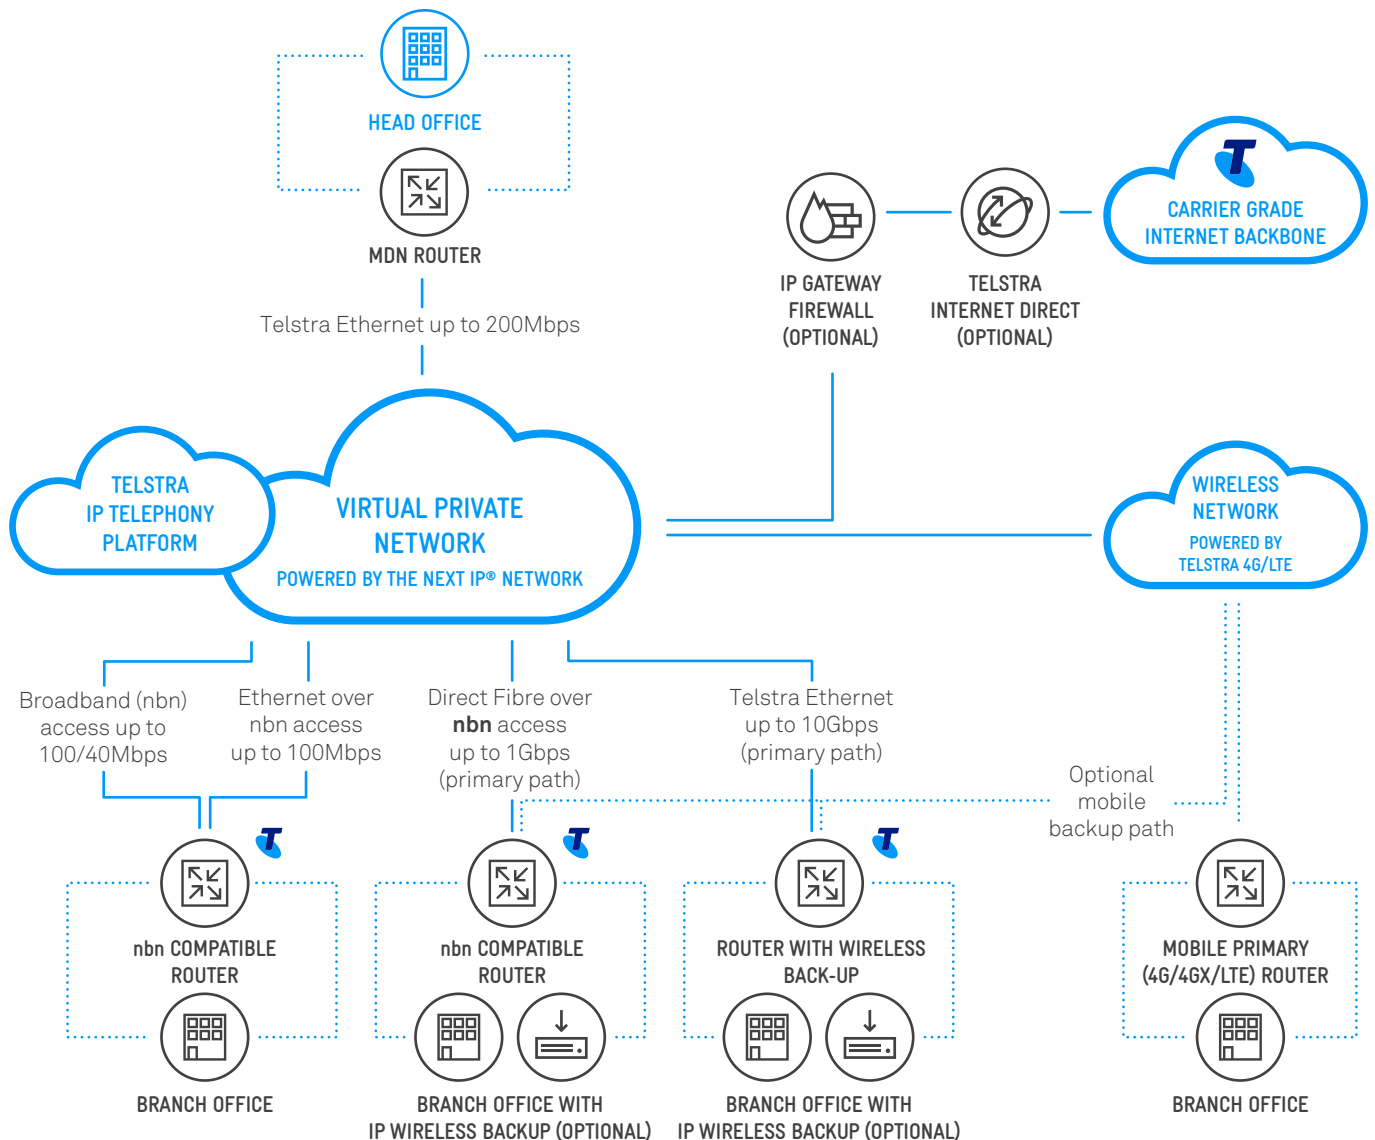 HEAD OFFICE
MDN ROUTER
Telstra Ethernet up to 200Mbps
IP GATEWAY
FIREWALL
(OPTIONAL)
TELSTRA
INTERNET DIRECT
(OPTIONAL)
T
CARRIER GRADE
INTERNET BACKBONE
TELSTRA
IP TELEPHONY
PLATFORM
VIRTUAL PRIVATE
NETWORK
POWERED BY THE NEXT IP® NETWORK
WIRELESS
NETWORK
POWERED BY
TELSTRA 4G/LTE
Broadband (nbn)
access up to
100/40Mbps
Ethernet over
nbn access
up to 100Mbps
Direct Fibre over
nbn access
up to 1Gbps
(primary path)
Telstra Ethernet
up to 10Gbps
(primary path)
Optional
mobile
backup path
T
nbn COMPATIBLE
ROUTER
BRANCH OFFICE
T
nbn COMPATIBLE
ROUTER
BRANCH OFFICE WITH
IP WIRELESS BACKUP (OPTIONAL)
T
ROUTER WITH WIRELESS
BACK-UP
BRANCH OFFICE WITH
IP WIRELESS BACKUP (OPTIONAL)
MOBILE PRIMARY
(4G/4GX/LTE) ROUTER
BRANCH OFFICE